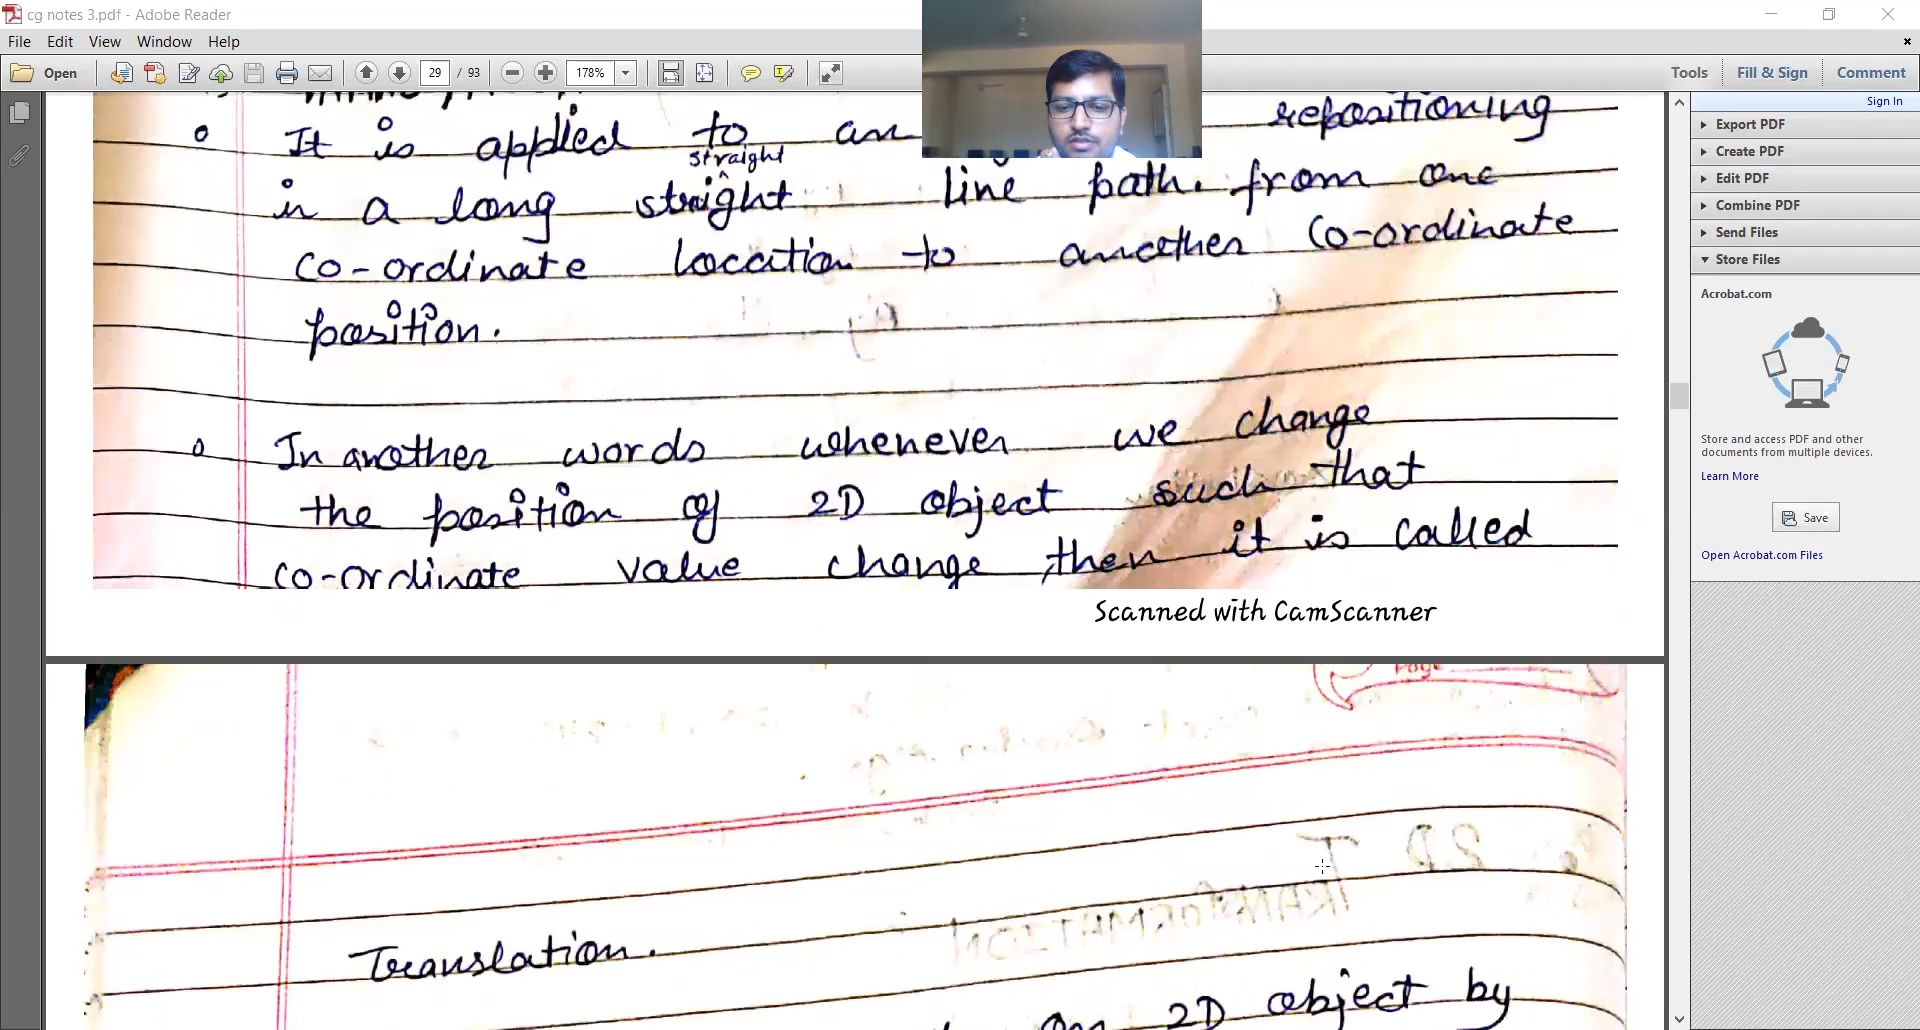 cg notes 3.pdf - Adobe Reader
File Edit View Window Help
Open 29 / 93 178% Tools Fill & Sign Comment
Sign In
Export PDF
Create PDF
Edit PDF
Combine PDF
Send Files
Store Files
Acrobat.com
Store and access PDF and other
documents from multiple devices.
Learn More
Save
Open Acrobat.com Files
It is applied to an repositioning
straight
in a long straight line path. from one
co-ordinate location to another co-ordinate
position.
In another words whenever we change
the position of 2D object such that
co-ordinate value change, then it is called
Scanned with CamScanner
Page
Translation.
2D object by